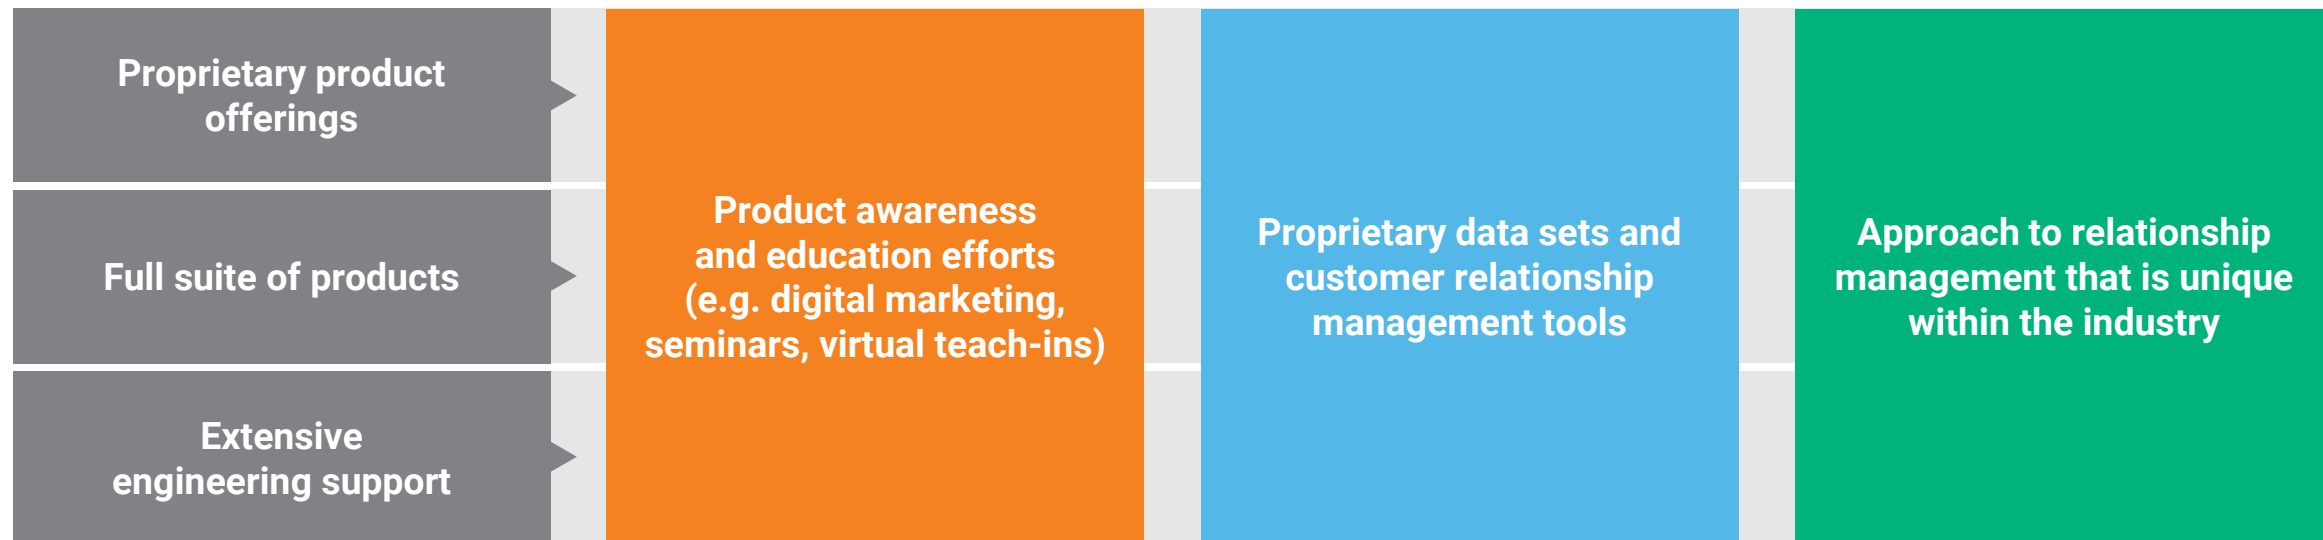 Proprietary product
offerings
Full suite of products
Extensive
engineering support
Product awareness
and education efforts
(e.g. digital marketing,
seminars, virtual teach-ins)
Proprietary data sets and
customer relationship
management tools
Approach to relationship
management that is unique
within the industry